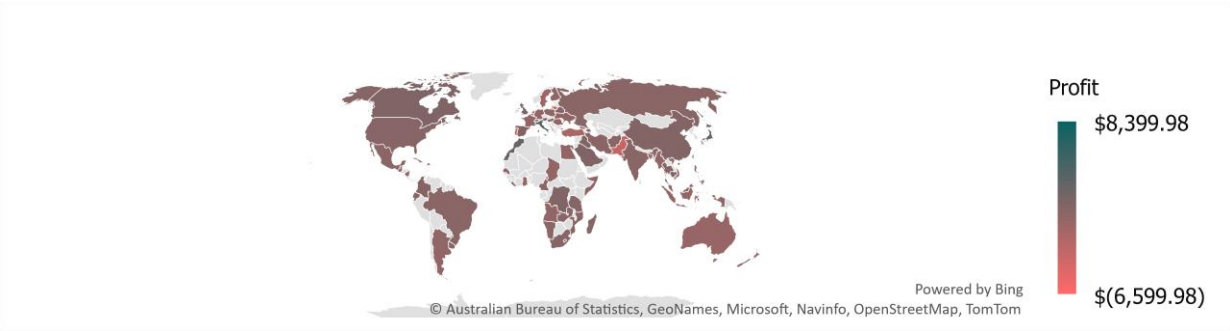 Profit
$8,399.98
$(6,599.98)
Powered by Bing
© Australian Bureau of Statistics, GeoNames, Microsoft, Navinfo, OpenStreetMap, TomTom